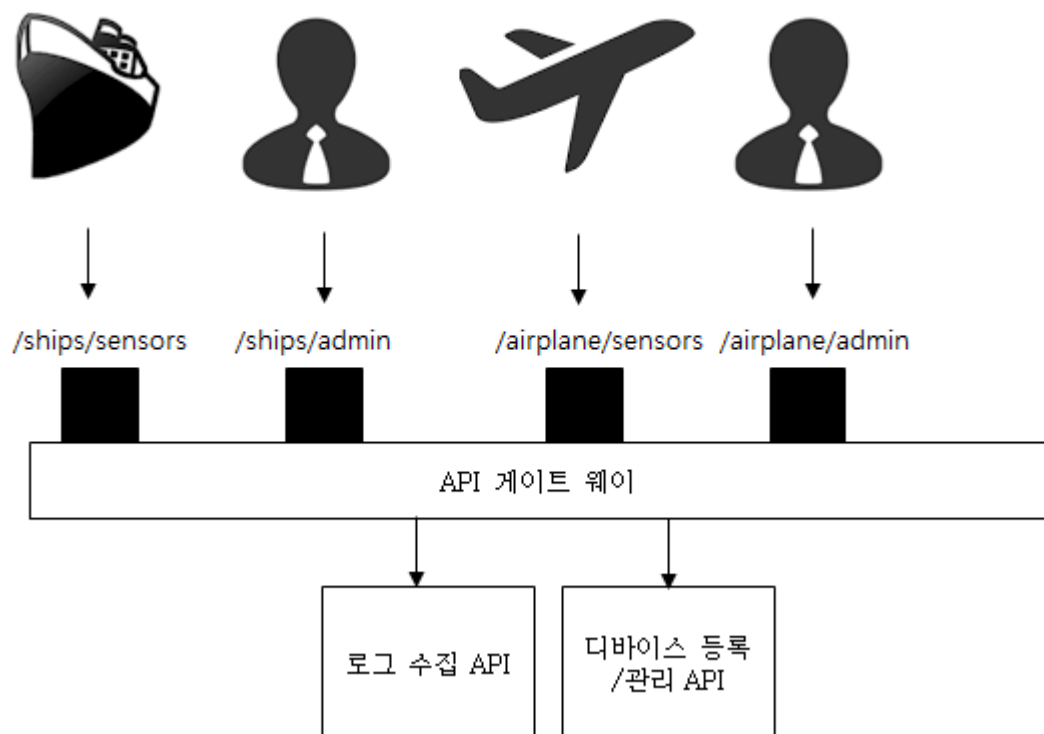 /ships/sensors
/ships/admin
/airplane/sensors
/airplane/admin
API 게이트 웨이
로그 수집 API
디바이스 등록
/관리 API